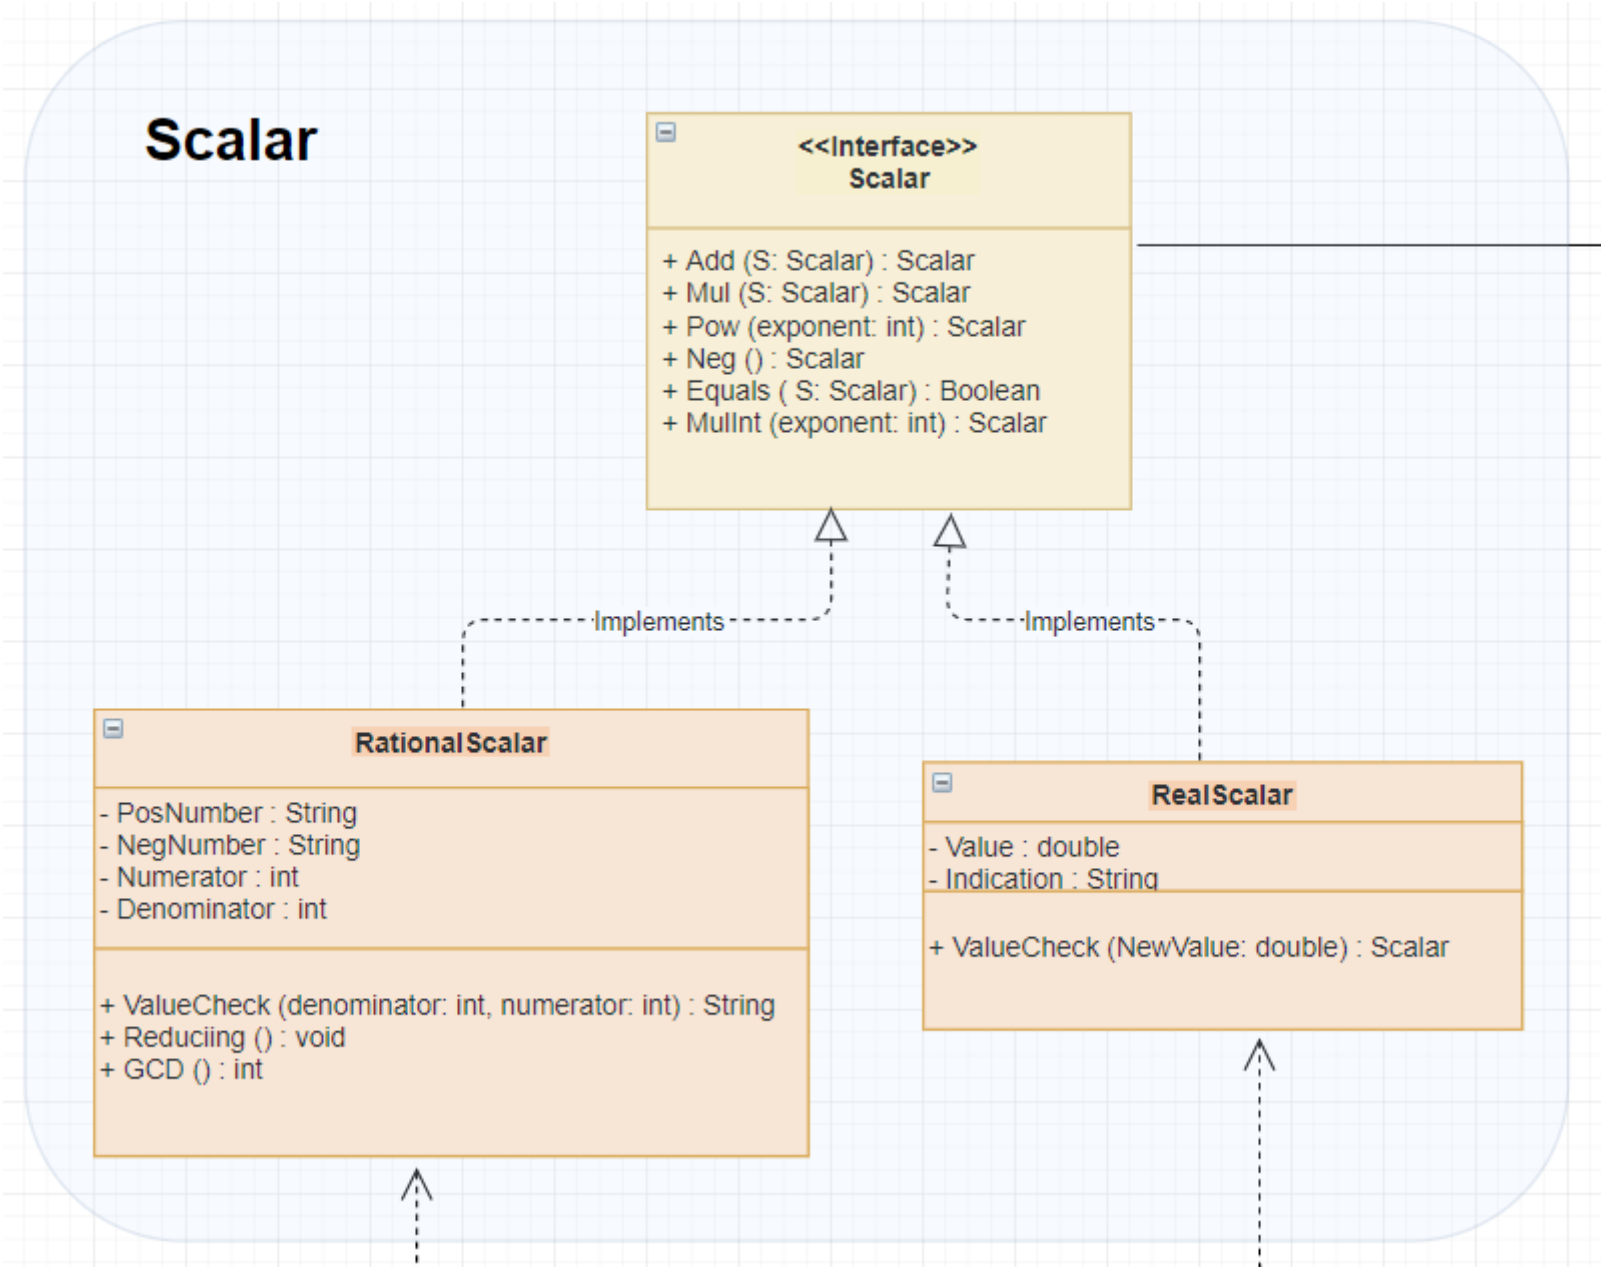 Scalar
<<Interface>>
Scalar
+ Add (S: Scalar) : Scalar
+ Mul (S: Scalar) : Scalar
+ Pow (exponent: int) : Scalar
+ Neg () : Scalar
+ Equals ( S: Scalar) : Boolean
+ MulInt (exponent: int) : Scalar
Implements
Implements
RationalScalar
- PosNumber : String
- NegNumber : String
- Numerator : int
- Denominator : int
+ ValueCheck (denominator: int, numerator: int) : String
+ Reduciing () : void
+ GCD () : int
RealScalar
- Value : double
- Indication : String
+ ValueCheck (NewValue: double) : Scalar